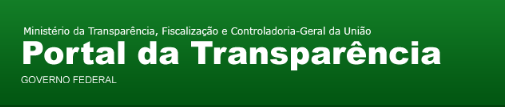 Ministério da Transparência, Fiscalização e Controladoria-Geral da União
Portal da Transparência
GOVERNO FEDERAL